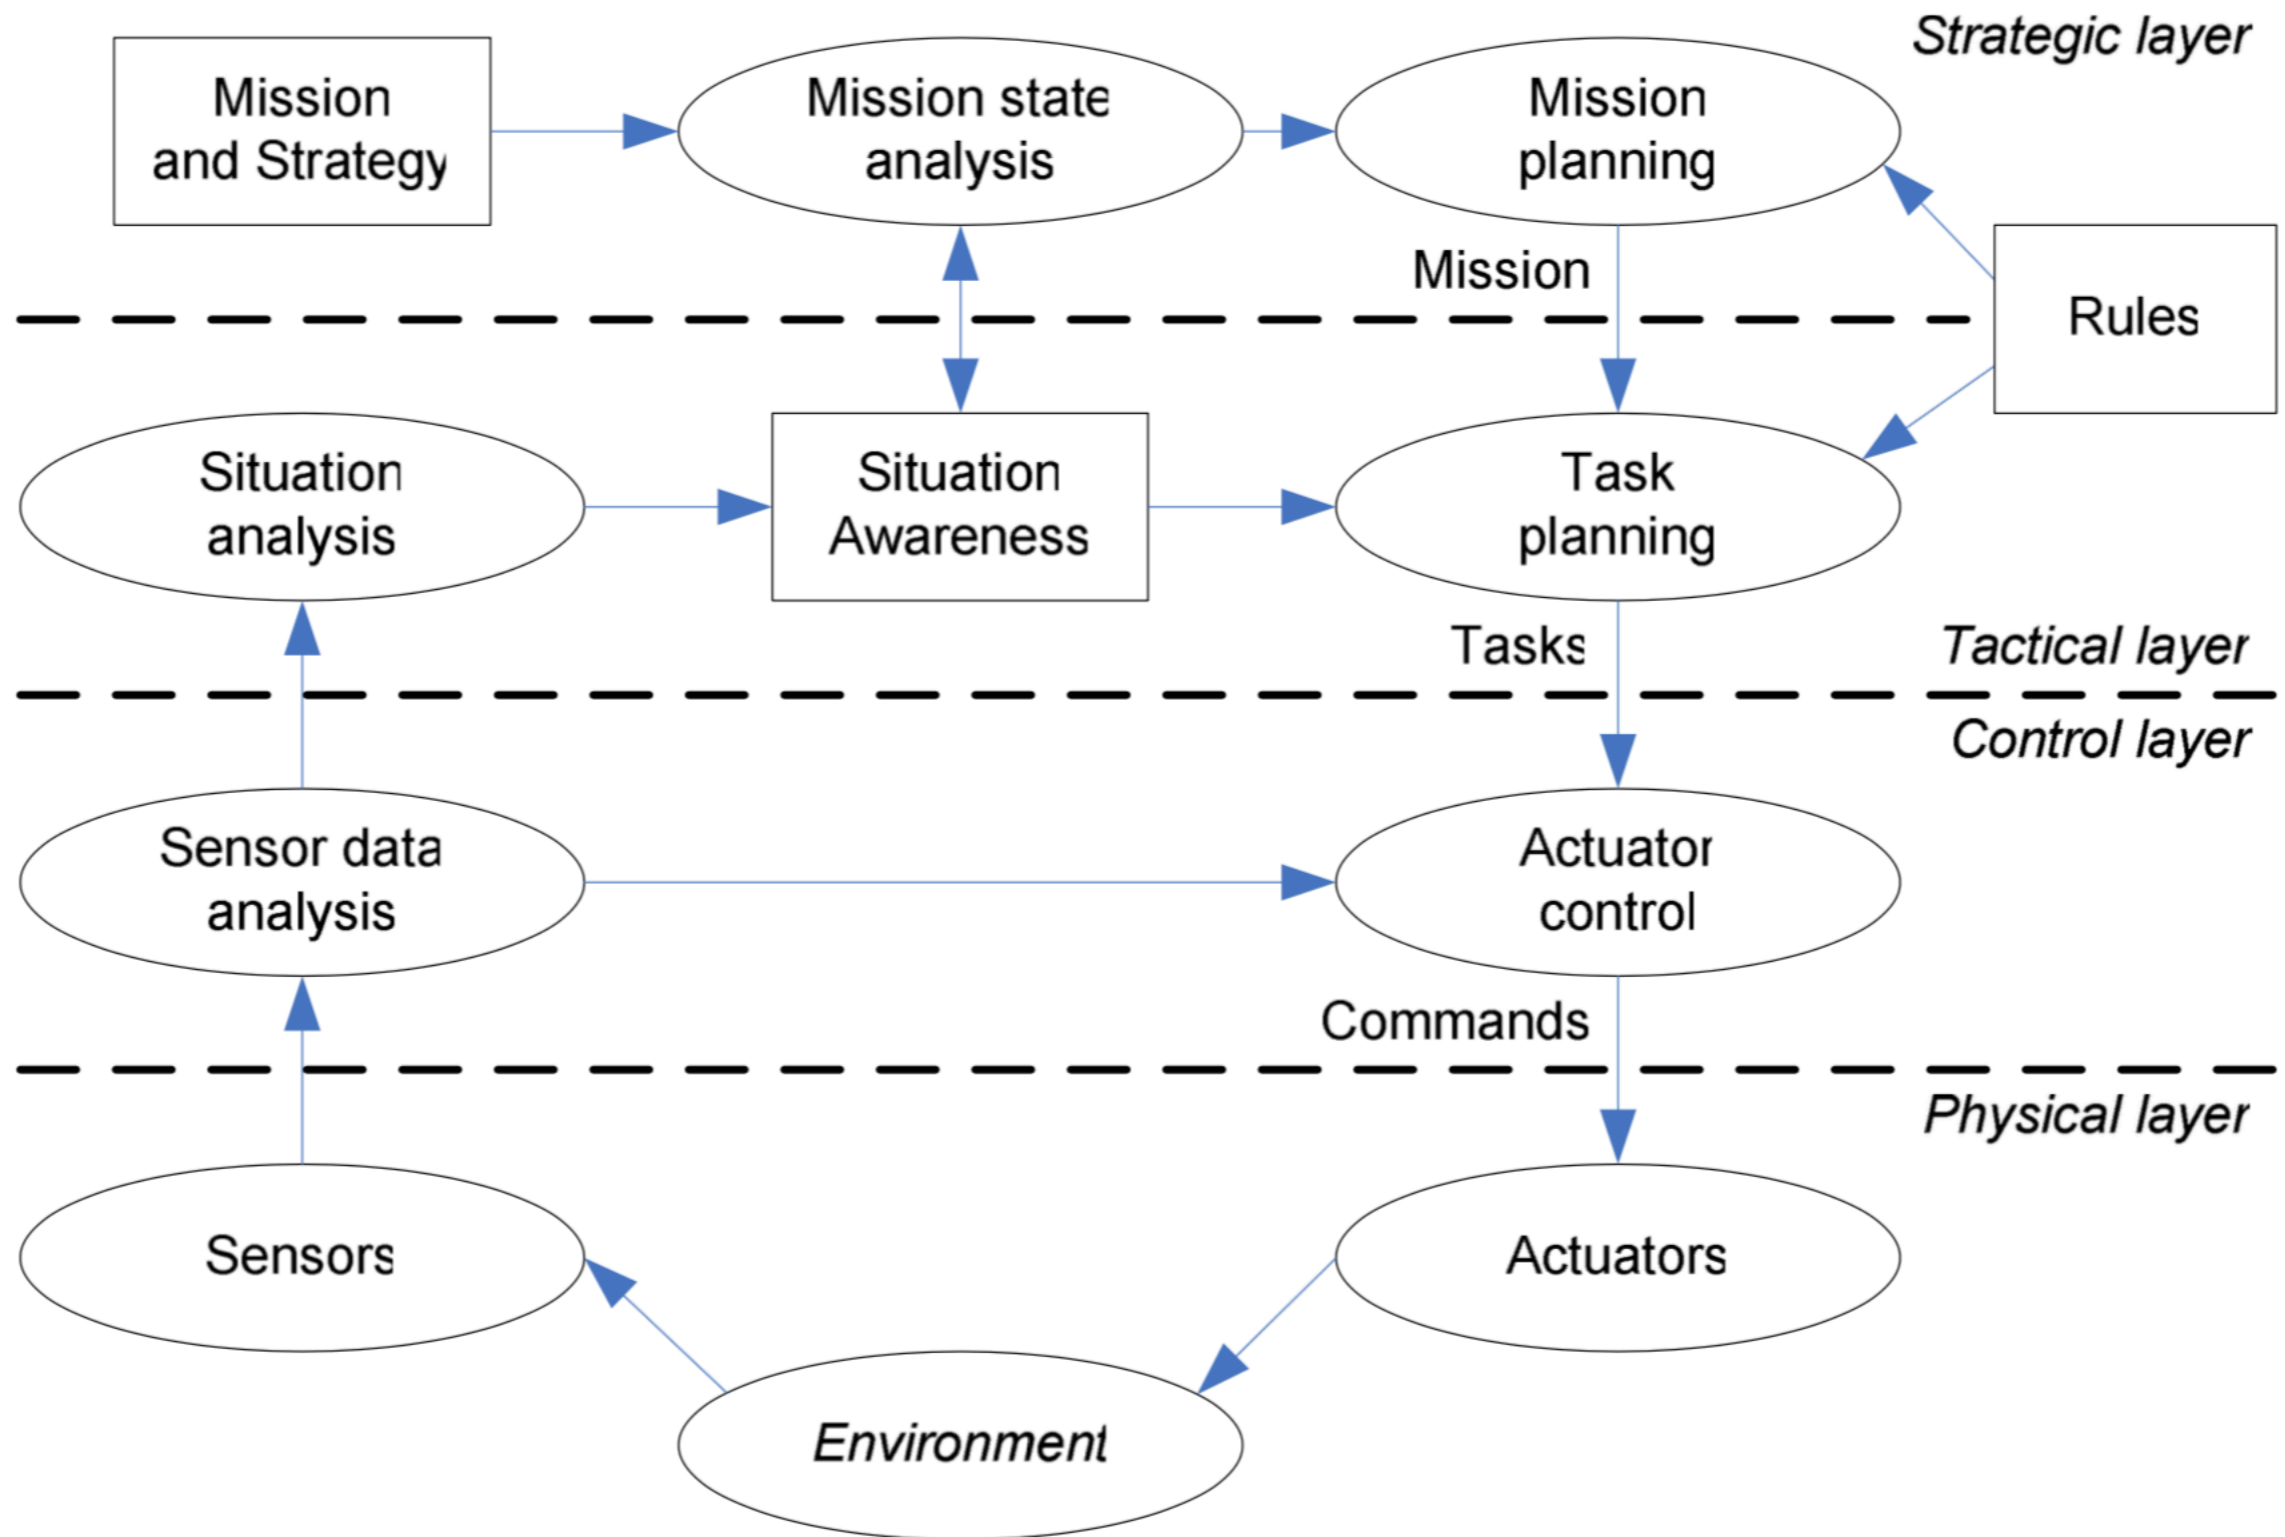 Strategic layer
Mission
and Strategy
Mission state
analysis
Mission
planning
Mission
Rules
Situation
analysis
Situation
Awareness
Task
planning
Tasks
Tactical layer
Control layer
Sensor data
analysis
Actuator
control
Commands
Physical layer
Sensors
Actuators
Environment